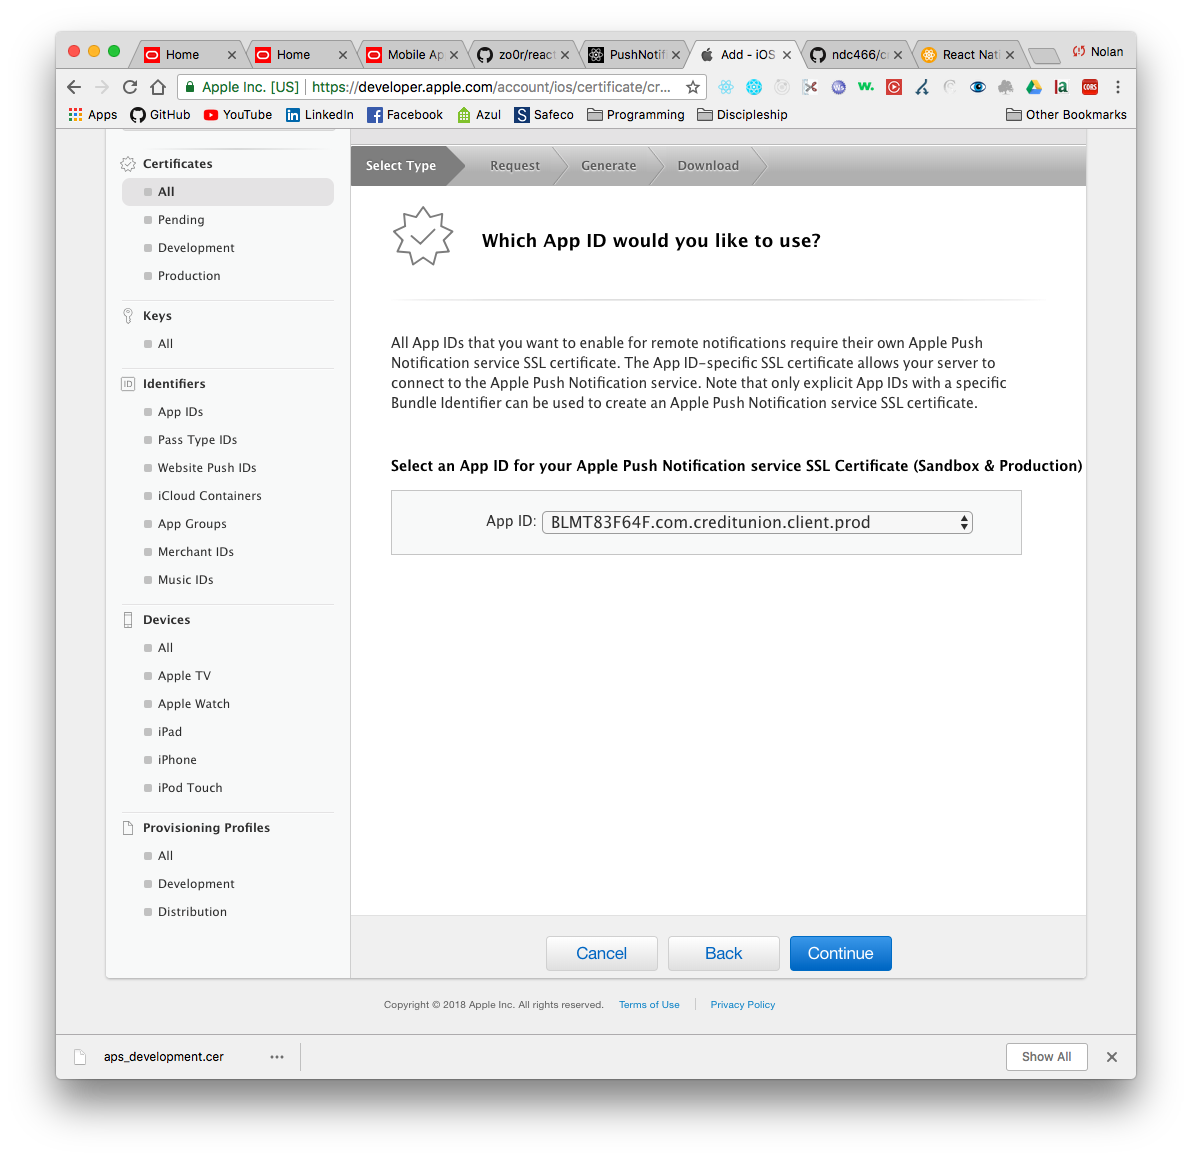 Home
Home
Mobile Ap
zo0r/react
PushNotifi
Add - iOS
ndc466/c
React Nati
Nolan
Apple Inc. [US]
https://developer.apple.com/account/ios/certificate/cr...
Apps
GitHub
YouTube
LinkedIn
Facebook
Azul
Safeco
Programming
Discipleship
Other Bookmarks
Certificates
All
Pending
Development
Production
Keys
All
Identifiers
App IDs
Pass Type IDs
Website Push IDs
iCloud Containers
App Groups
Merchant IDs
Music IDs
Devices
All
Apple TV
Apple Watch
iPad
iPhone
iPod Touch
Provisioning Profiles
All
Development
Distribution
Select Type
Request
Generate
Download
Which App ID would you like to use?
All App IDs that you want to enable for remote notifications require their own Apple Push
Notification service SSL certificate. The App ID-specific SSL certificate allows your server to
connect to the Apple Push Notification service. Note that only explicit App IDs with a specific
Bundle Identifier can be used to create an Apple Push Notification service SSL certificate.
Select an App ID for your Apple Push Notification service SSL Certificate (Sandbox & Production)
App ID: BLMT83F64F.com.creditunion.client.prod
Cancel
Back
Continue
Copyright © 2018 Apple Inc. All rights reserved.
Terms of Use
Privacy Policy
aps_development.cer
Show All